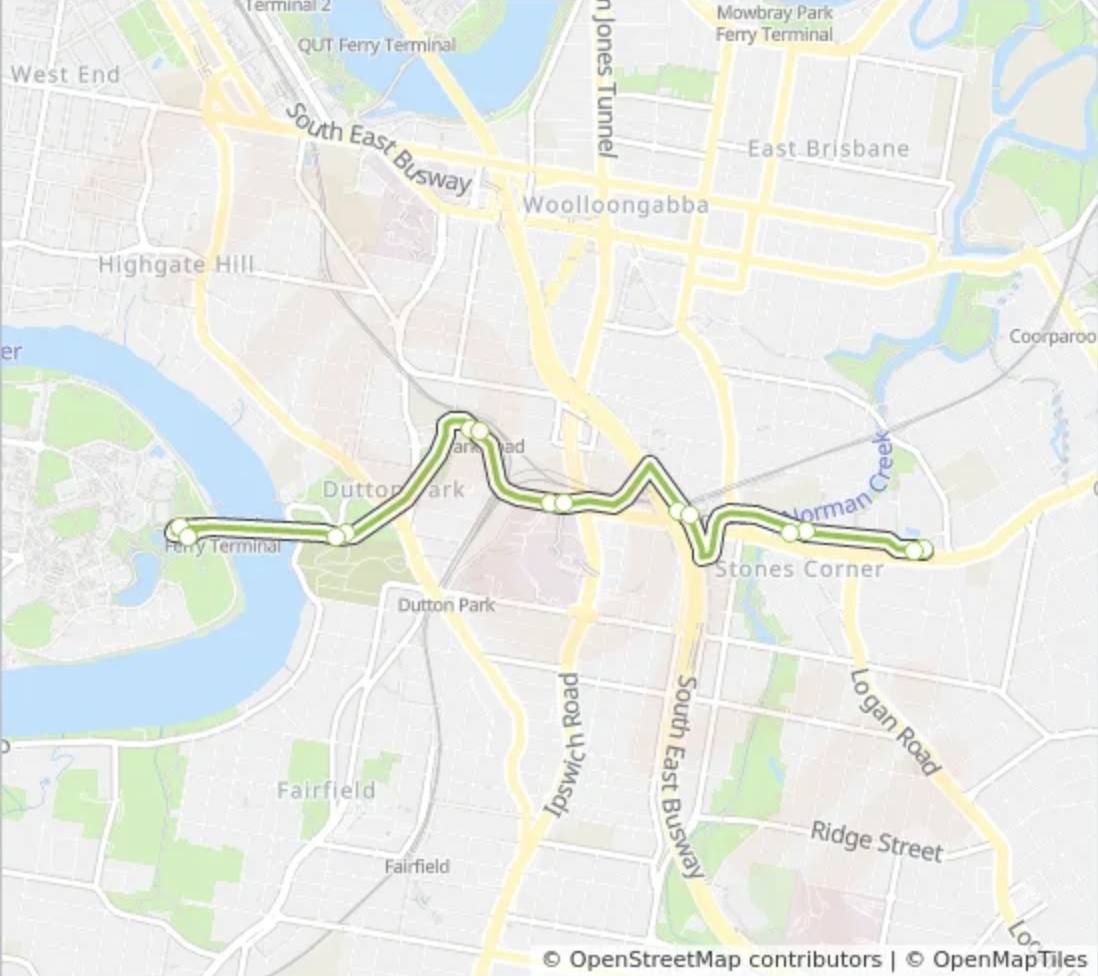 Terminal 2
Mowbray Park
Ferry Terminal
QUT Ferry Terminal
West End
n Jones Tunnel
South East Busway
East Brisbane
Woolloongabba
Highgate Hill
Coorparoo
er
Park Road
Dutton Park
Norman Creek
Ferry Terminal
Stones Corner
Dutton Park
Ipswich Road
South East Busway
Logan Road
Fairfield
Ridge Street
Fairfield
© OpenStreetMap contributors | © OpenMapTiles